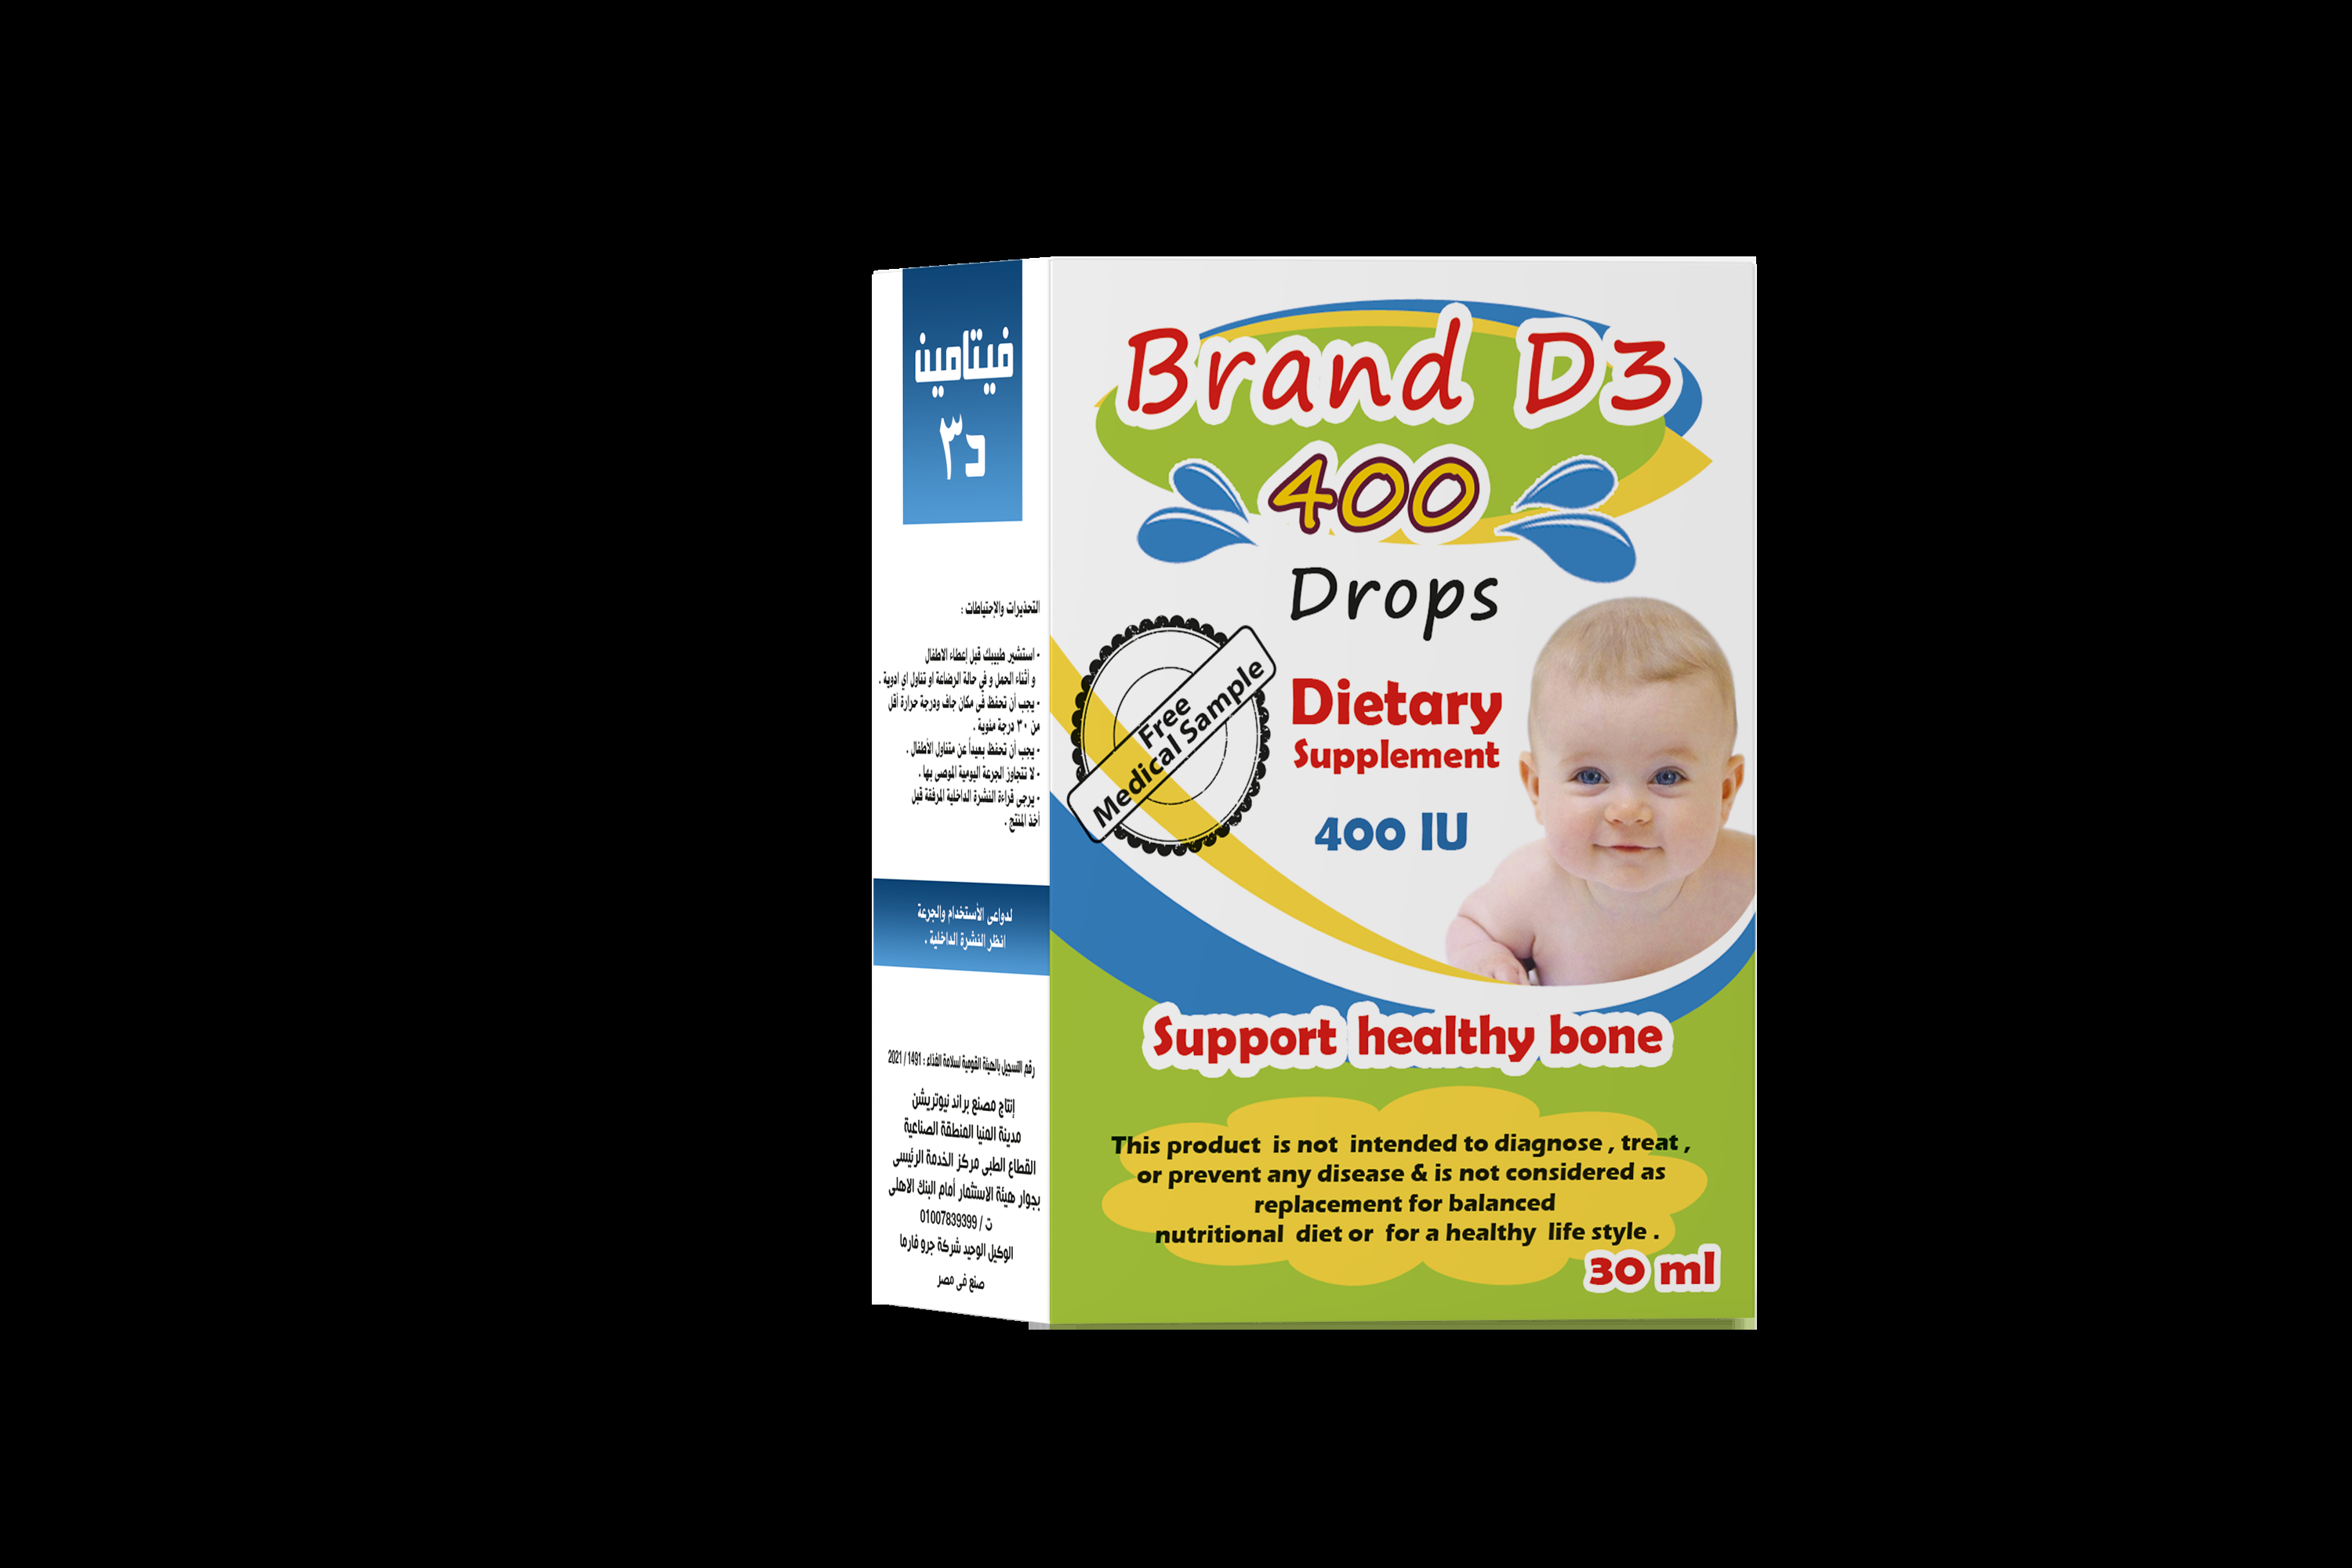 Brand D3
400
Drops
Free
Medical Sample
Dietary
Supplement
400 IU
Support healthy bone
This product is not intended to diagnose , treat ,
or prevent any disease & is not considered as
replacement for balanced
nutritional diet or for a healthy life style .
30 ml
فيتامين
د٣
التحذيرات والإحتياطات :
- استشير طبيبك قبل إعطاء الاطفال
و أثناء الحمل و في حالة الرضاعة او تناول اي ادوية .
- يجب أن تحفظ فى مكان جاف ودرجة حرارة أقل
من ٣٠ درجة مئوية .
- يجب أن تحفظ بعيداً عن متناول الأطفال .
- لا تتجاوز الجرعة اليومية الموصى بها .
- يرجى قراءة النشرة الداخلية المرفقة قبل
أخذ المنتج .
لدواعى الأستخدام والجرعة
انظر النشرة الداخلية .
رقم التسجيل بالهيئة القومية لسلامة الغذاء : 1491 / 2021
إنتاج مصنع براند نيوتريشن
مدينة المنيا المنطقة الصناعية
القطاع الطبى مركز الخدمة الرئيسى
بجوار هيئة الاستثمار أمام البنك الاهلى
ت / 01007839399
الوكيل الوحيد شركة جرو فارما
صنع فى مصر